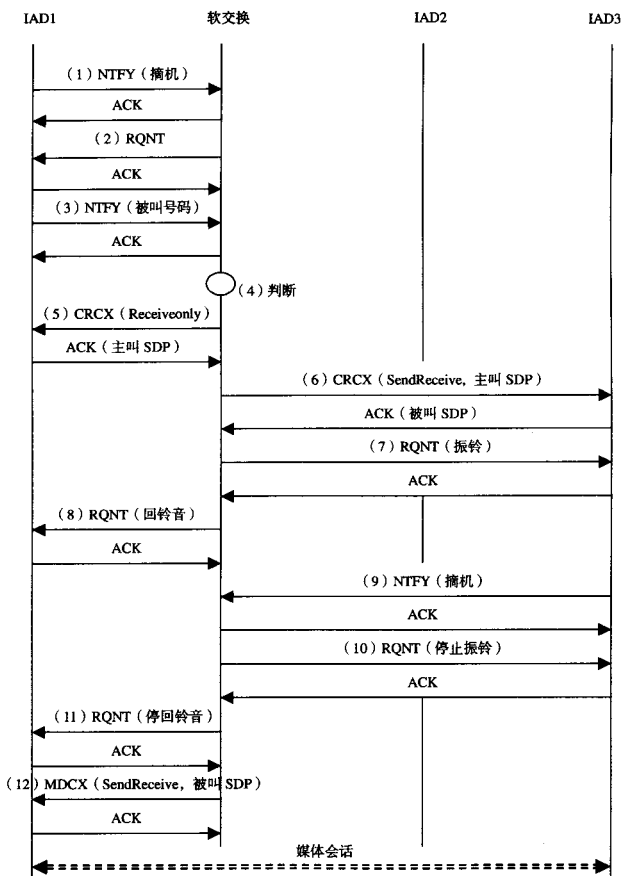 IAD1 软交换 IAD2 IAD3
（1）NTFY（摘机）
ACK
（2）RQNT
ACK
（3）NTFY（被叫号码）
ACK
（4）判断
（5）CRCX（Receiveonly）
ACK（主叫 SDP）
（6）CRCX（SendReceive，主叫 SDP）
ACK（被叫 SDP）
（7）RQNT（振铃）
ACK
（8）RQNT（回铃音）
ACK
（9）NTFY（摘机）
ACK
（10）RQNT（停止振铃）
ACK
（11）RQNT（停回铃音）
ACK
（12）MDCX（SendReceive，被叫 SDP）
ACK
媒体会话